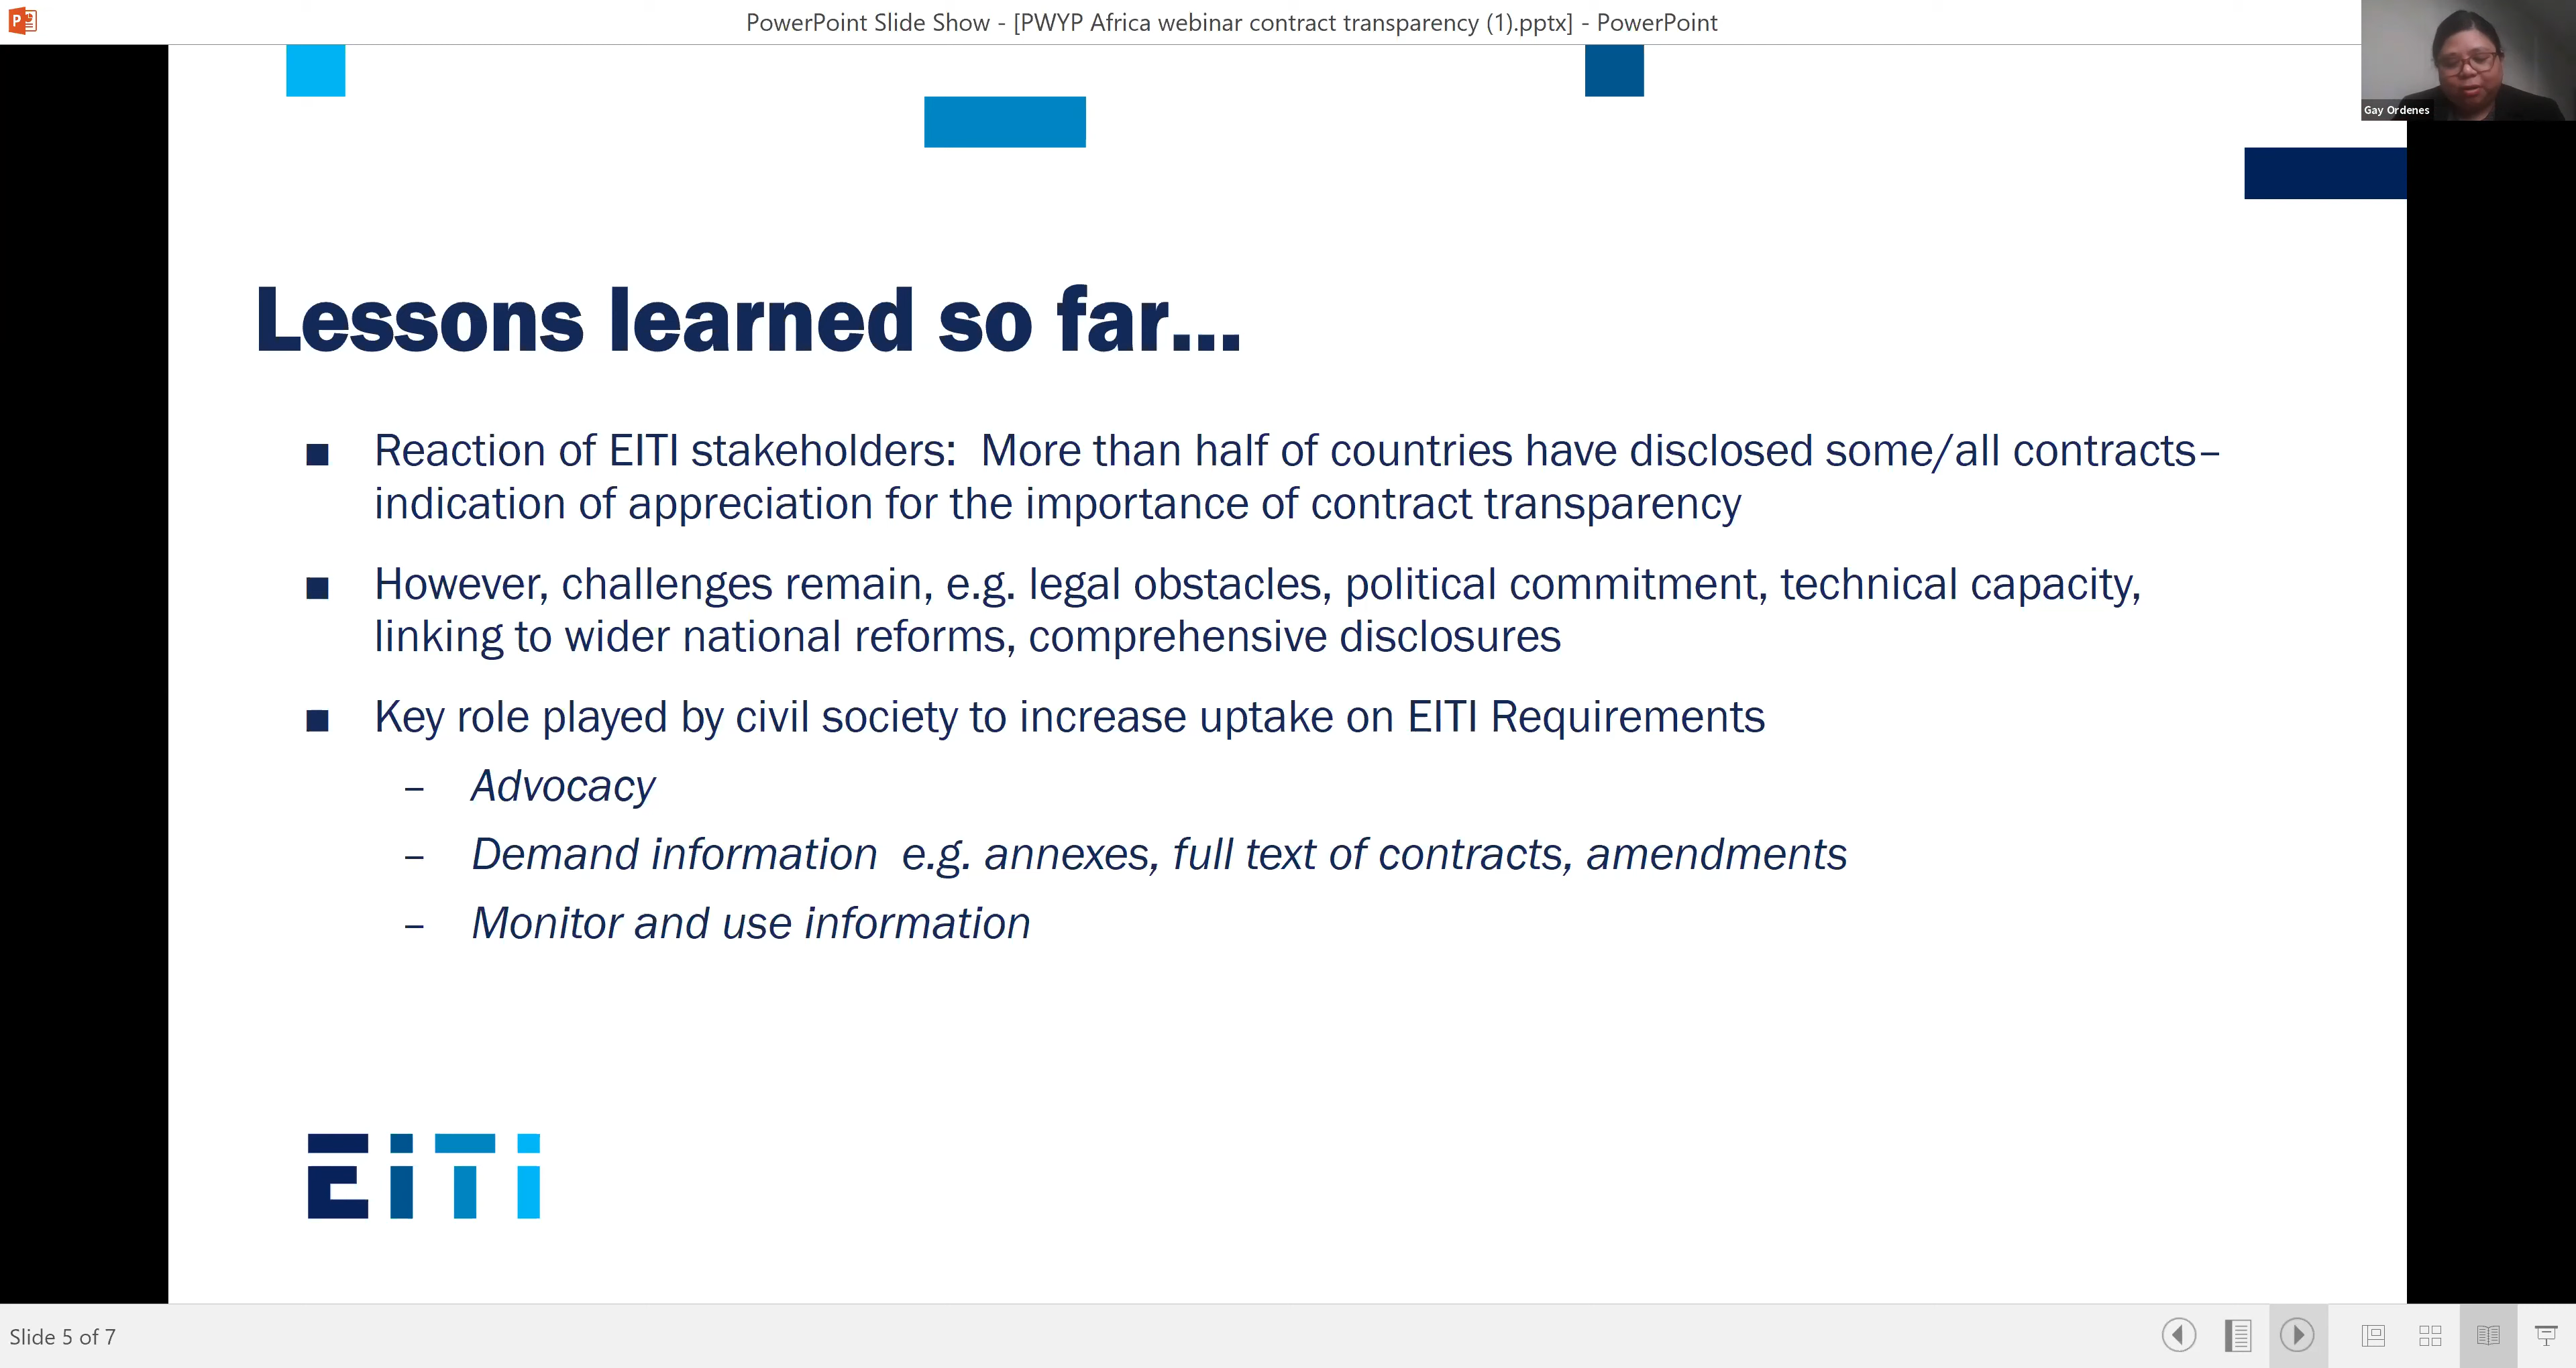 PowerPoint Slide Show - [PWYP Africa webinar contract transparency (1).pptx] - PowerPoint
Gay Ordenes
Lessons learned so far...
■ Reaction of EITI stakeholders:  More than half of countries have disclosed some/all contracts–
indication of appreciation for the importance of contract transparency
■ However, challenges remain, e.g. legal obstacles, political commitment, technical capacity,
linking to wider national reforms, comprehensive disclosures
■ Key role played by civil society to increase uptake on EITI Requirements
– Advocacy
– Demand information  e.g. annexes, full text of contracts, amendments
– Monitor and use information
EiTi
Slide 5 of 7